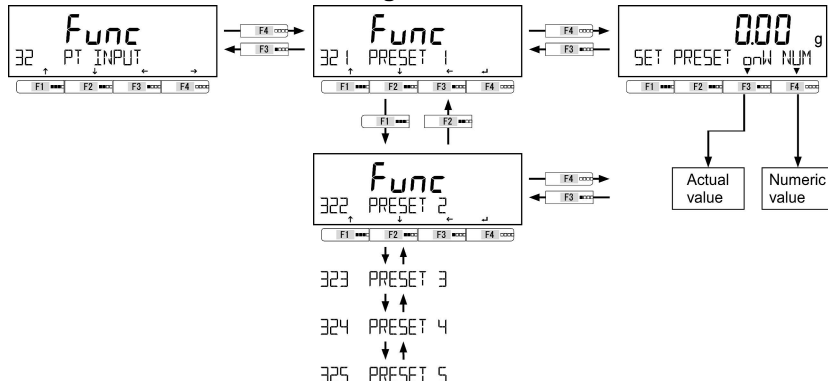 Func
32 PT INPUT
↑ ↓ ← →
F1 F2 F3 F4
F4
F3
Func
321 PRESET 1
↑ ↓ ← ↵
F1 F2 F3 F4
F4
F3
0.00 g
SET PRESET onW NUM
F1 F2 F3 F4
F1
F2
Actual
value
Numeric
value
Func
322 PRESET 2
↑ ↓ ← ↵
F1 F2 F3 F4
F4
F3
323 PRESET 3
324 PRESET 4
325 PRESET 5